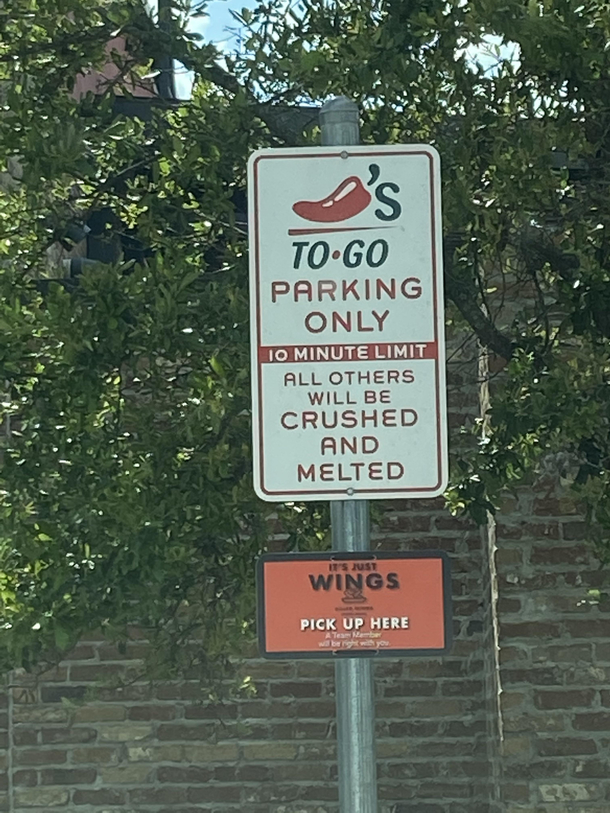 's
TO•GO
PARKING
ONLY
10 MINUTE LIMIT
ALL OTHERS
WILL BE
CRUSHED
AND
MELTED
IT'S JUST
WINGS
PICK UP HERE
A Team Member
will be right with you.